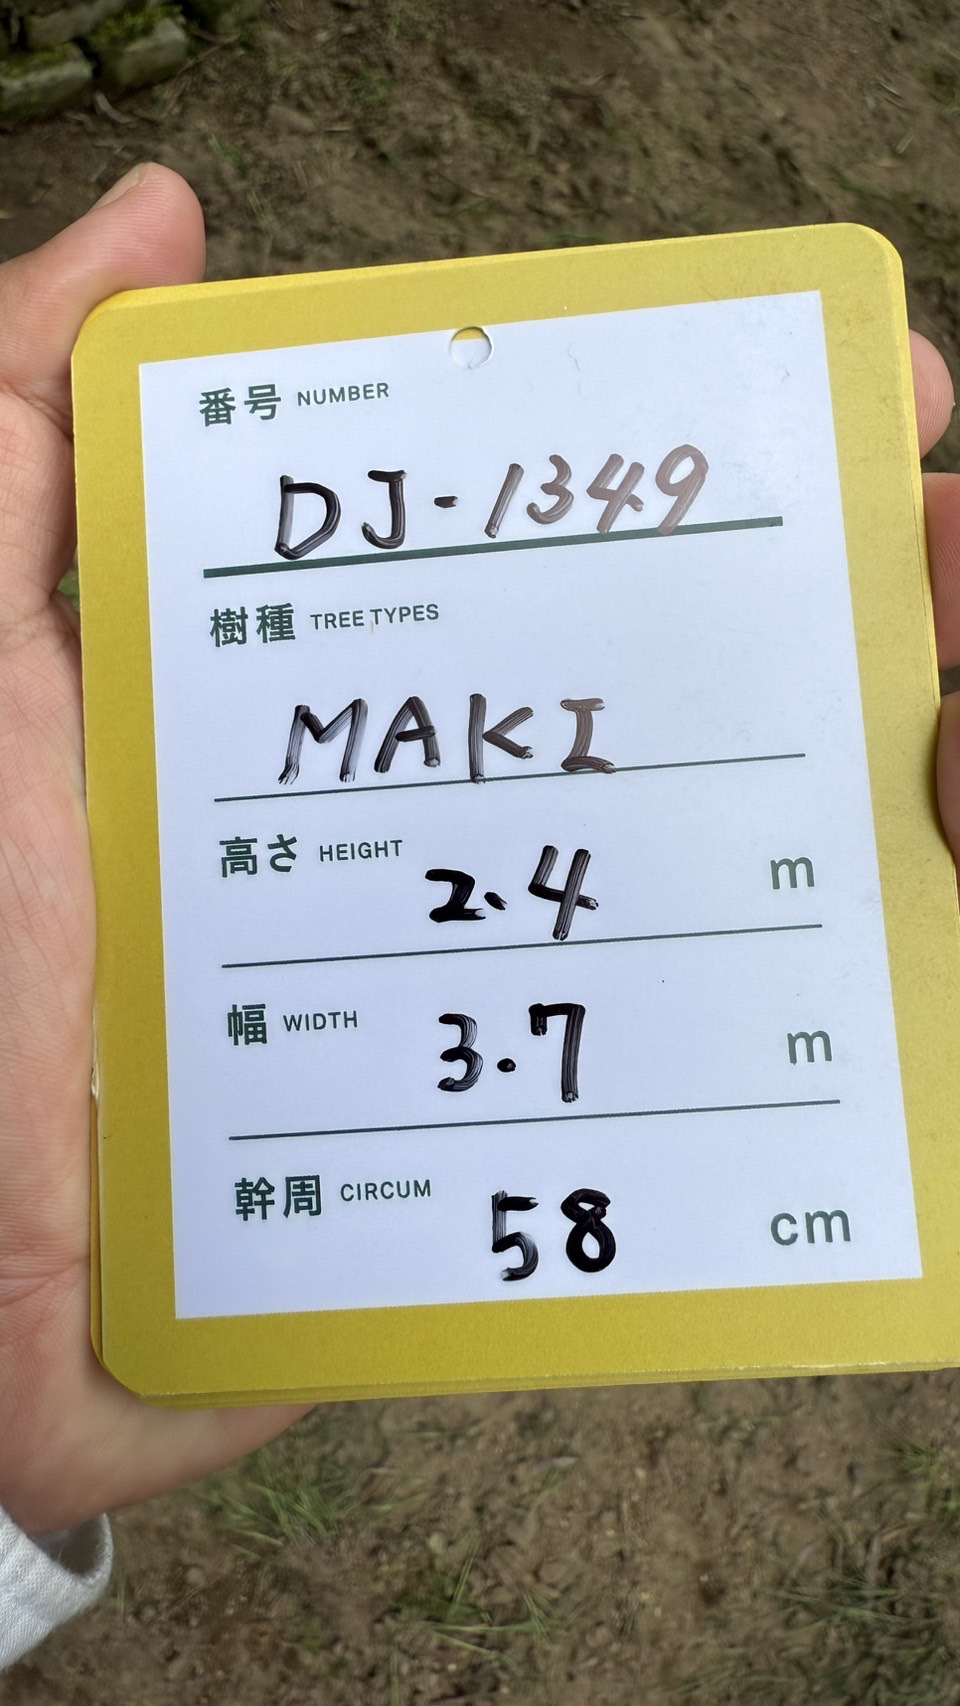 番号 NUMBER
DJ-1349
樹種 TREE TYPES
MAKI
高さ HEIGHT 2.4 m
幅 WIDTH 3.7 m
幹周 CIRCUM 58 cm